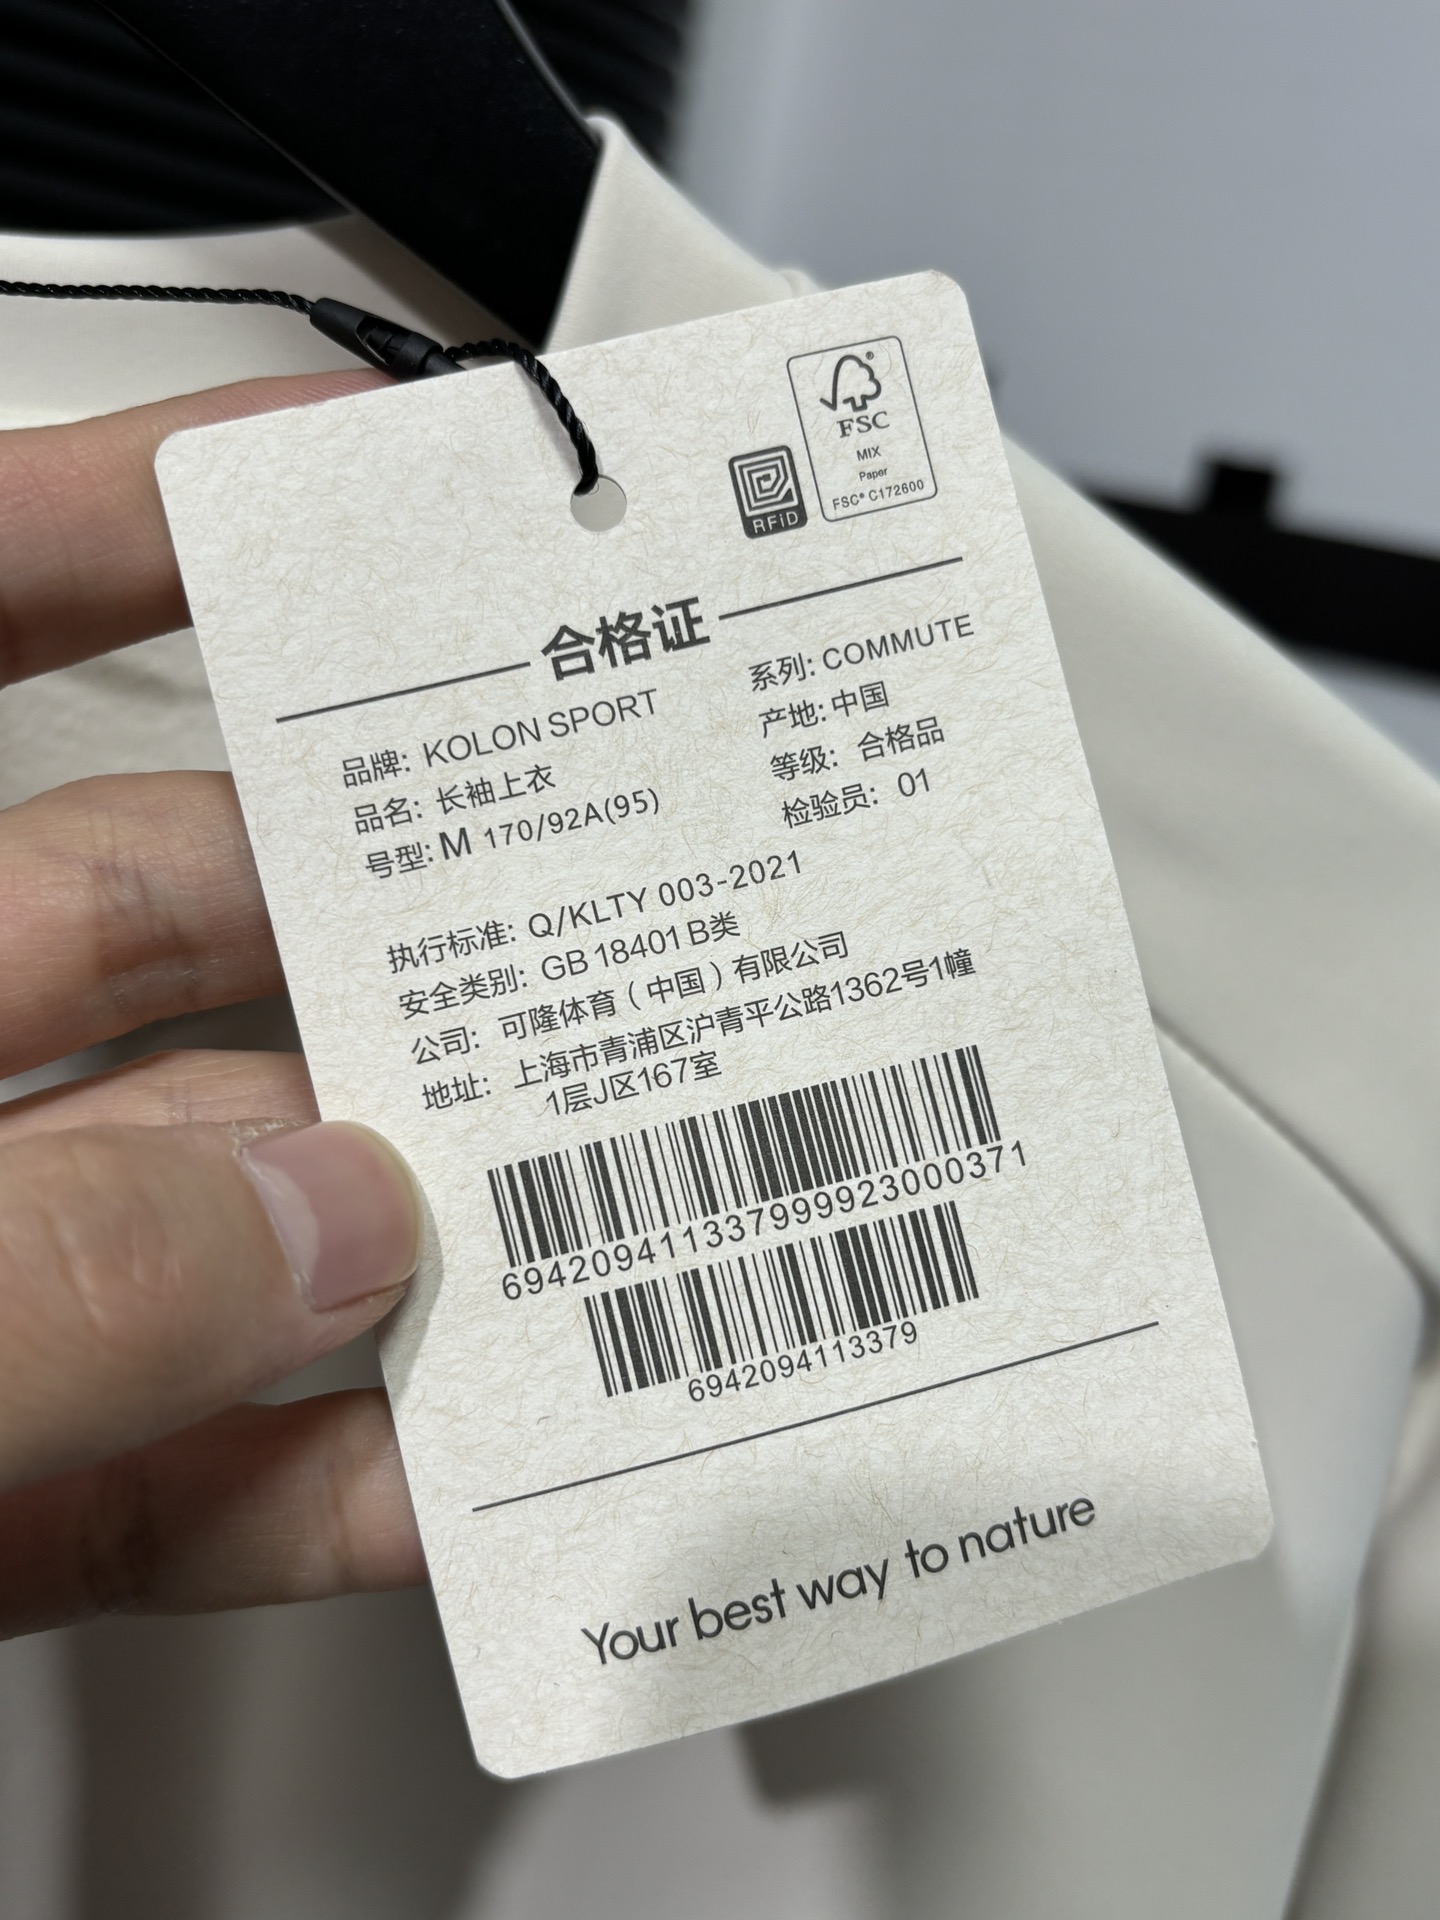 FSC®
MIX
Paper
FSC® C172600
RFiD
合格证
品牌: KOLON SPORT
系列: COMMUTE
品名: 长袖上衣
产地: 中国
号型: M 170/92A(95)
等级: 合格品
检验员: 01
执行标准: Q/KLTY 003-2021
安全类别: GB 18401 B类
公司: 可隆体育（中国）有限公司
地址: 上海市青浦区沪青平公路1362号1幢
1层J区167室
69420941133799992300​0371
6942094113379
Your best way to nature